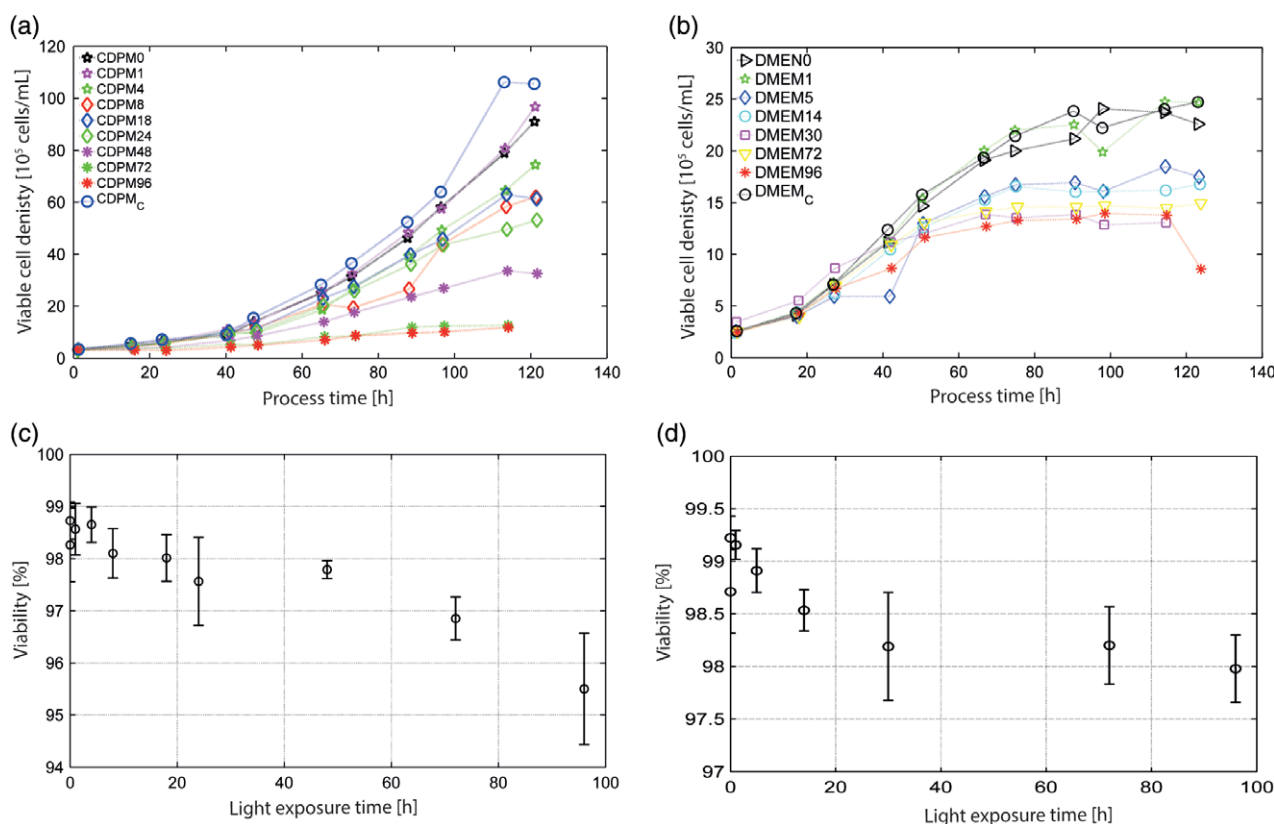 (a)
120
100
80
60
40
20
0
Viable cell denisty [10⁵ cells/mL]
CDPM0
CDPM1
CDPM4
CDPM8
CDPM18
CDPM24
CDPM48
CDPM72
CDPM96
CDPM_C
0 20 40 60 80 100 120 140
Process time [h]
(b)
30
25
20
15
10
5
0
Viable cell denisty [10⁵ cells/mL]
DMEN0
DMEM1
DMEM5
DMEM14
DMEM30
DMEM72
DMEM96
DMEM_C
0 20 40 60 80 100 120 140
Process time [h]
(c)
100
99
98
97
96
95
94
Viability [%]
0 20 40 60 80 100
Light exposure time [h]
(d)
100
99.5
99
98.5
98
97.5
97
Viability [%]
0 20 40 60 80 100
Light exposure time [h]